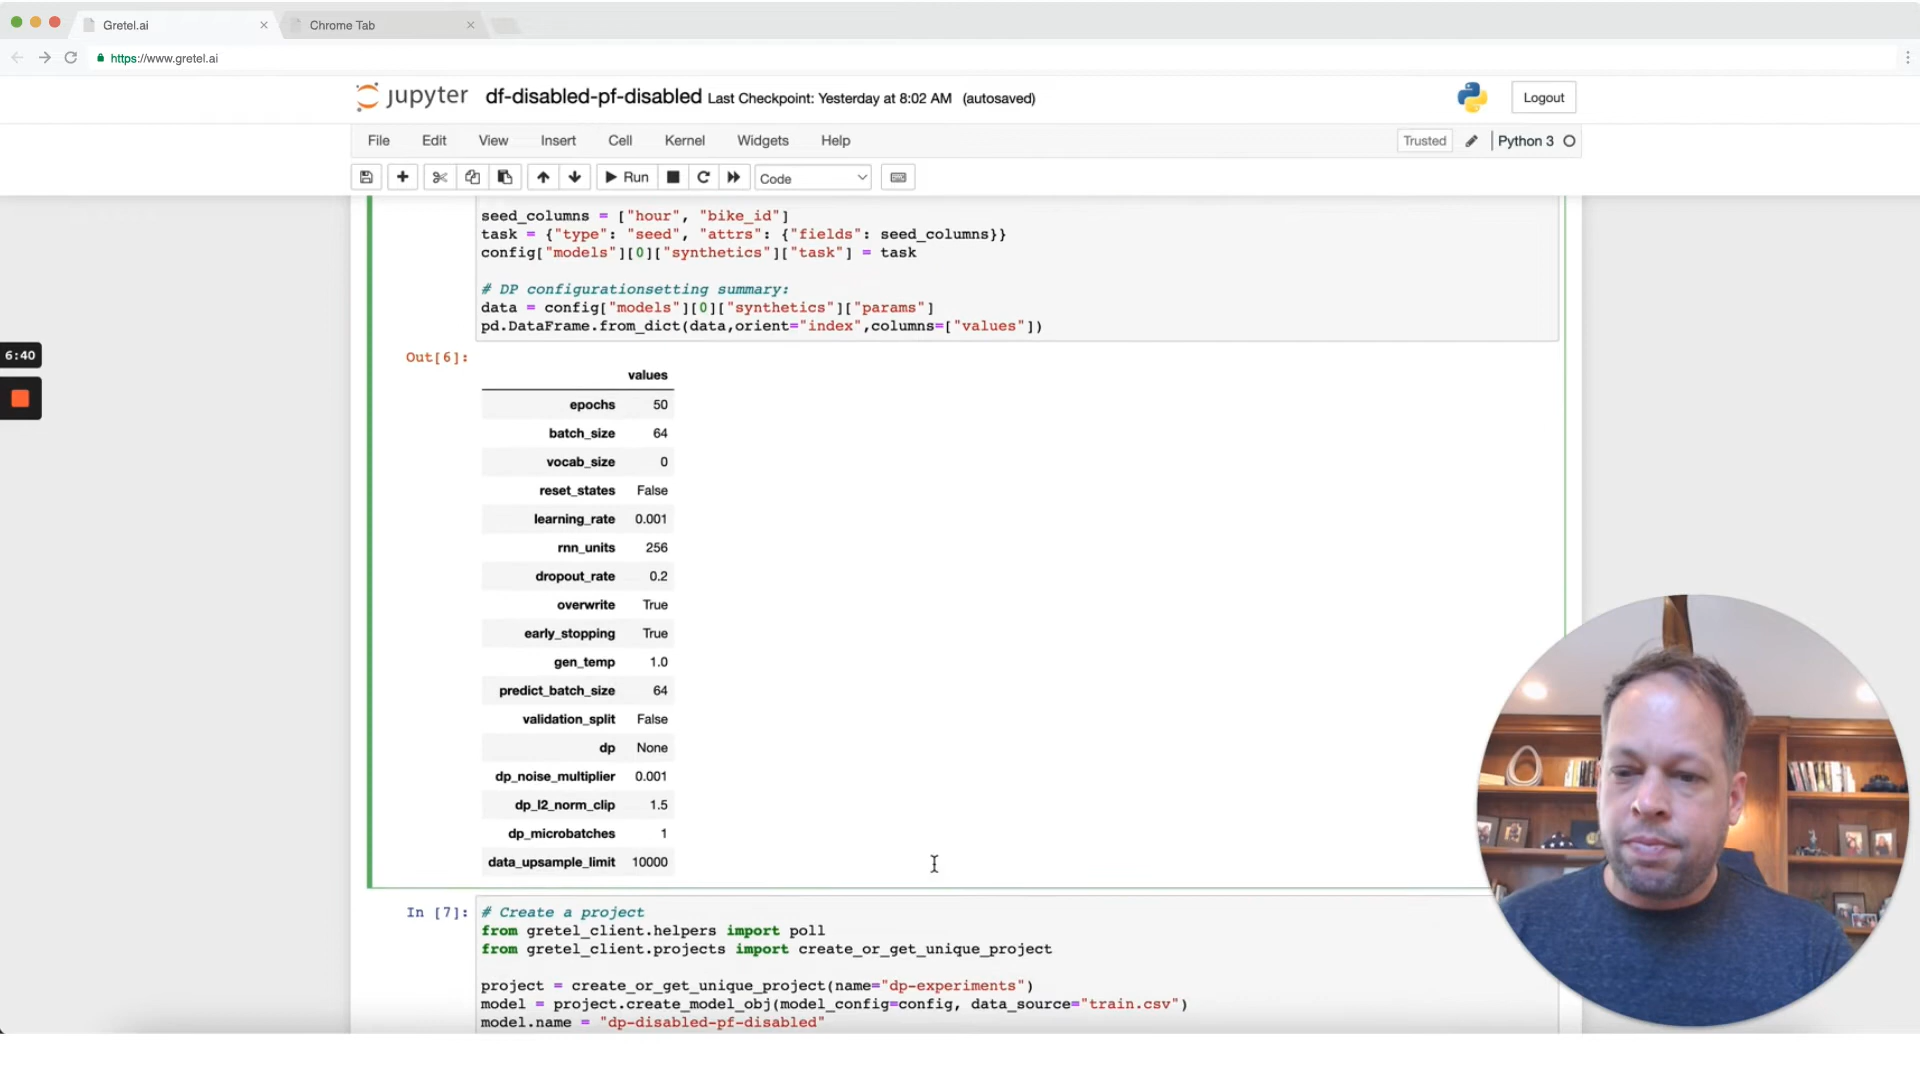 Gretel.ai
Chrome Tab
https://www.gretel.ai
jupyter df-disabled-pf-disabled Last Checkpoint: Yesterday at 8:02 AM (autosaved)
Logout
File Edit View Insert Cell Kernel Widgets Help
Trusted
Python 3
Run
Code
seed_columns = ["hour", "bike_id"]
task = {"type": "seed", "attrs": {"fields": seed_columns}}
config["models"][0]["synthetics"]["task"] = task
# DP configurationsetting summary:
data = config["models"][0]["synthetics"]["params"]
pd.DataFrame.from_dict(data,orient="index",columns=["values"])
6:40
Out[6]:
values
epochs 50
batch_size 64
vocab_size 0
reset_states False
learning_rate 0.001
rnn_units 256
dropout_rate 0.2
overwrite True
early_stopping True
gen_temp 1.0
predict_batch_size 64
validation_split False
dp None
dp_noise_multiplier 0.001
dp_l2_norm_clip 1.5
dp_microbatches 1
data_upsample_limit 10000
In [7]: # Create a project
from gretel_client.helpers import poll
from gretel_client.projects import create_or_get_unique_project
project = create_or_get_unique_project(name="dp-experiments")
model = project.create_model_obj(model_config=config, data_source="train.csv")
model.name = "dp-disabled-pf-disabled"